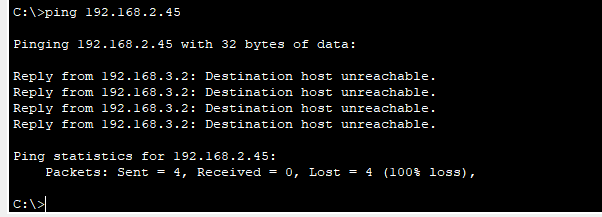 C:\>ping 192.168.2.45
Pinging 192.168.2.45 with 32 bytes of data:
Reply from 192.168.3.2: Destination host unreachable.
Reply from 192.168.3.2: Destination host unreachable.
Reply from 192.168.3.2: Destination host unreachable.
Reply from 192.168.3.2: Destination host unreachable.
Ping statistics for 192.168.2.45:
    Packets: Sent = 4, Received = 0, Lost = 4 (100% loss),
C:\>